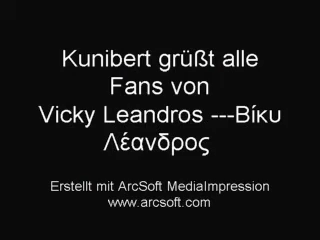 Kunibert grüßt alle
Fans von
Vicky Leandros ---Βίκυ
Λέανδρος
Erstellt mit ArcSoft MediaImpression
www.arcsoft.com